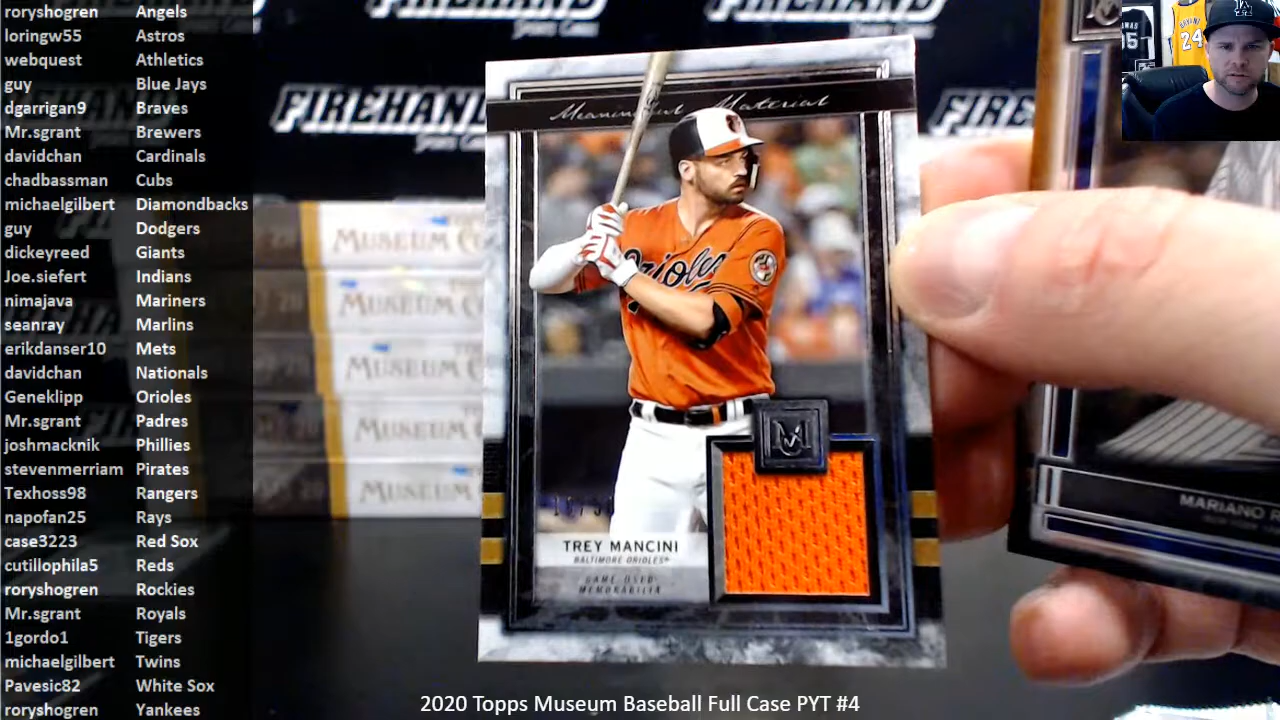 roryshogren Angels
loringw55 Astros
webquest Athletics
guy Blue Jays
dgarrigan9 Braves
Mr.sgrant Brewers
davidchan Cardinals
chadbassman Cubs
michaelgilbert Diamondbacks
guy Dodgers
dickeyreed Giants
Joe.siefert Indians
nimajava Mariners
seanray Marlins
erikdanser10 Mets
davidchan Nationals
Geneklipp Orioles
Mr.sgrant Padres
joshmacknik Phillies
stevenmerriam Pirates
Texhoss98 Rangers
napofan25 Rays
case3223 Red Sox
cutillophila5 Reds
roryshogren Rockies
Mr.sgrant Royals
1gordo1 Tigers
michaelgilbert Twins
Pavesic82 White Sox
roryshogren Yankees
FIREHAND
Meaningful Material
Orioles
TREY MANCINI
BALTIMORE ORIOLES
GAME USED
MEMORABILIA
MUSEUM
MUSEUM
MUSEUM
MUSEUM
MUSEUM
MARIANO
24
2020 Topps Museum Baseball Full Case PYT #4